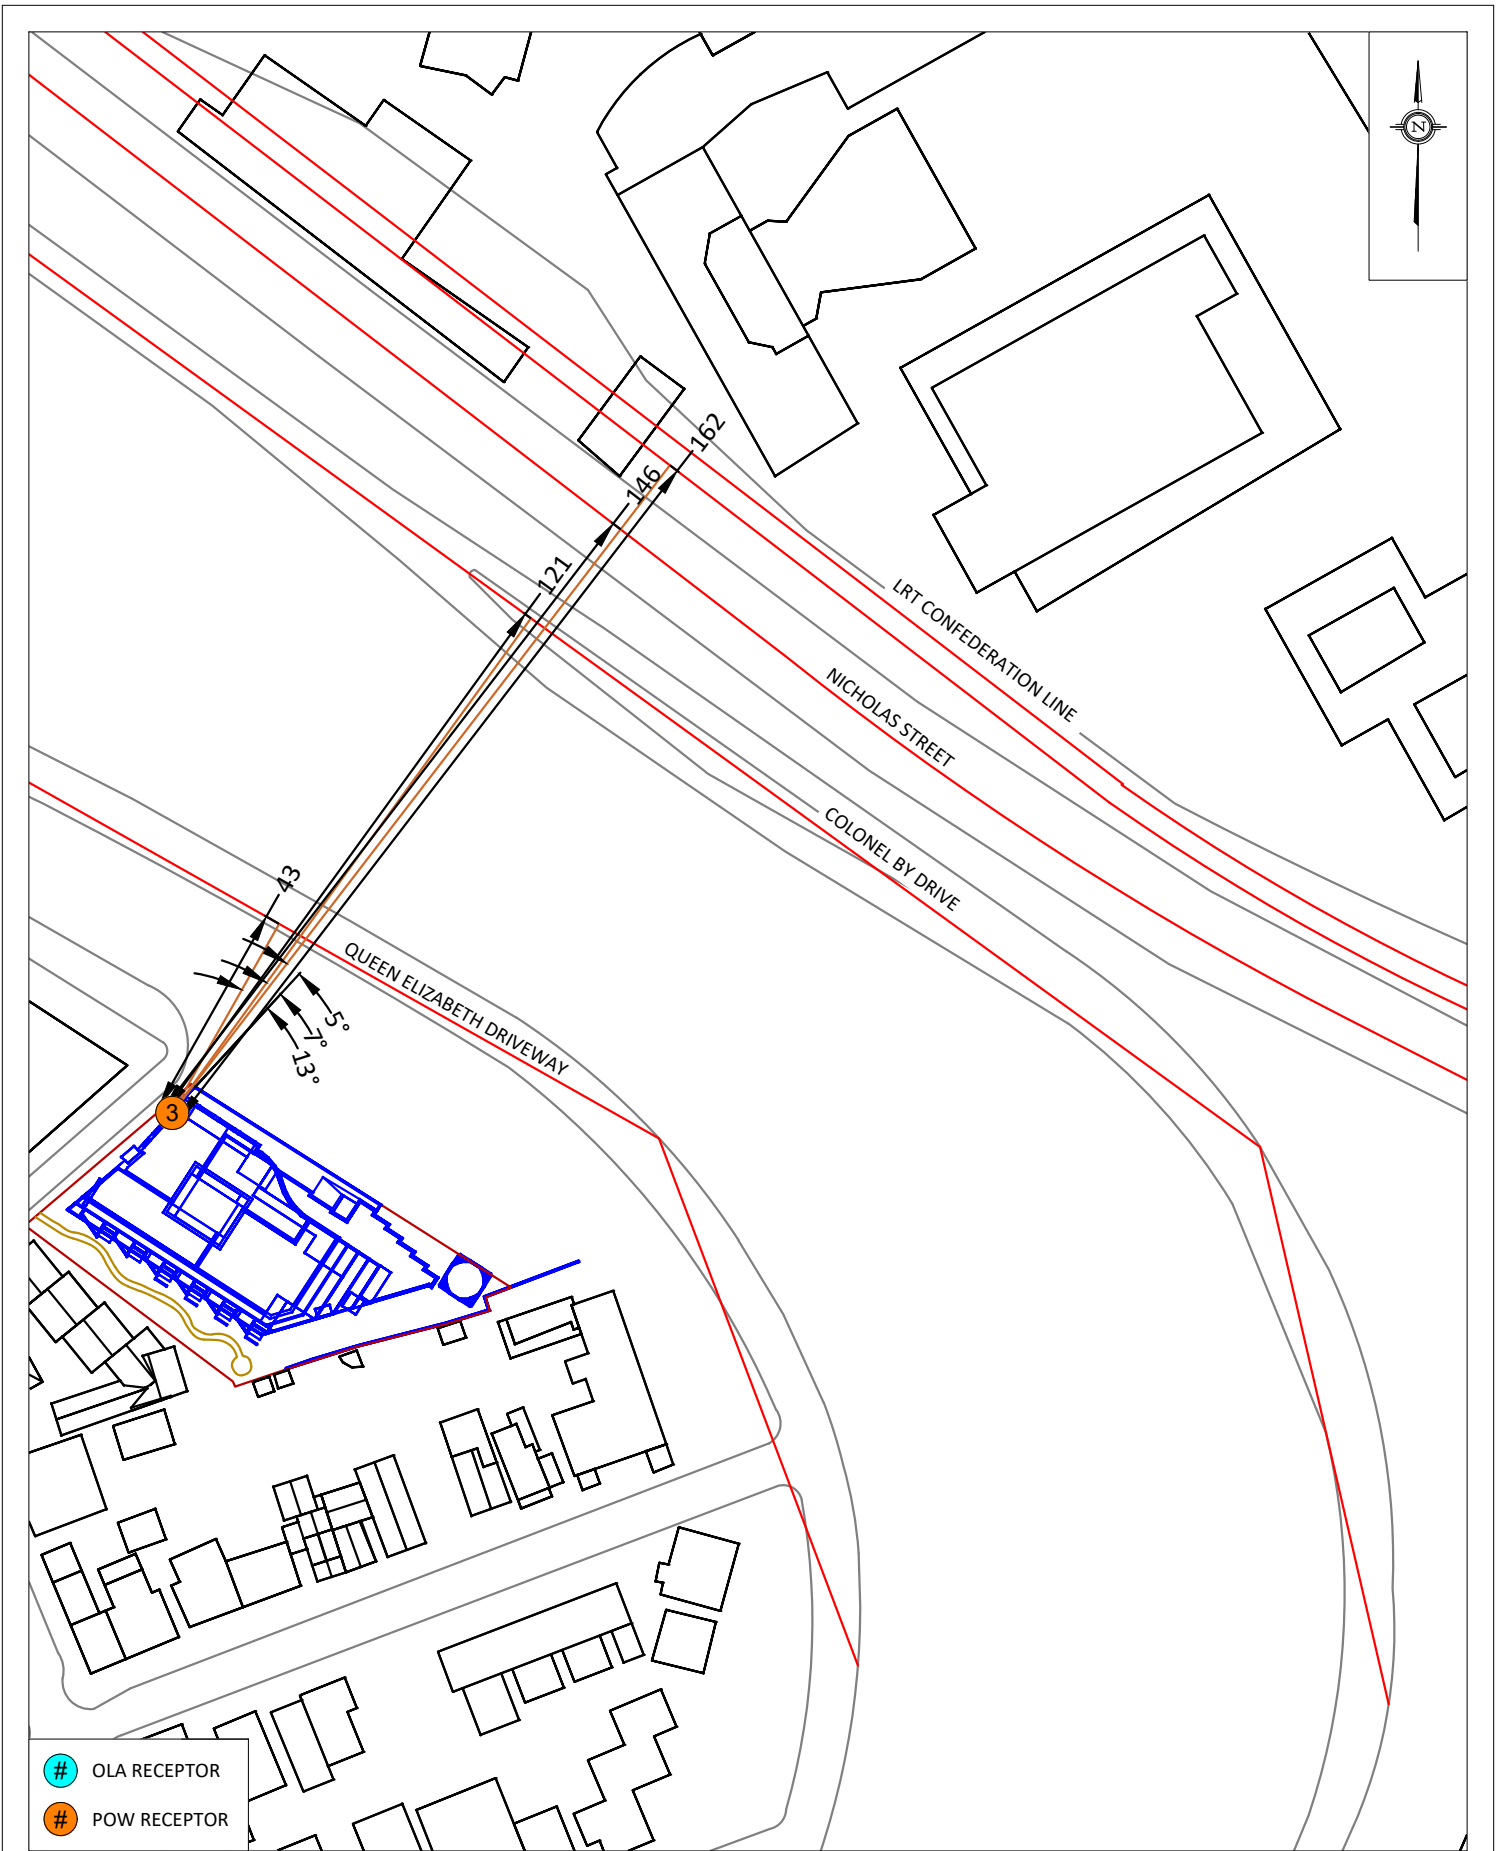 N
162
146
121
LRT CONFEDERATION LINE
NICHOLAS STREET
COLONEL BY DRIVE
43
QUEEN ELIZABETH DRIVEWAY
5°
7°
13°
3
# OLA RECEPTOR
# POW RECEPTOR